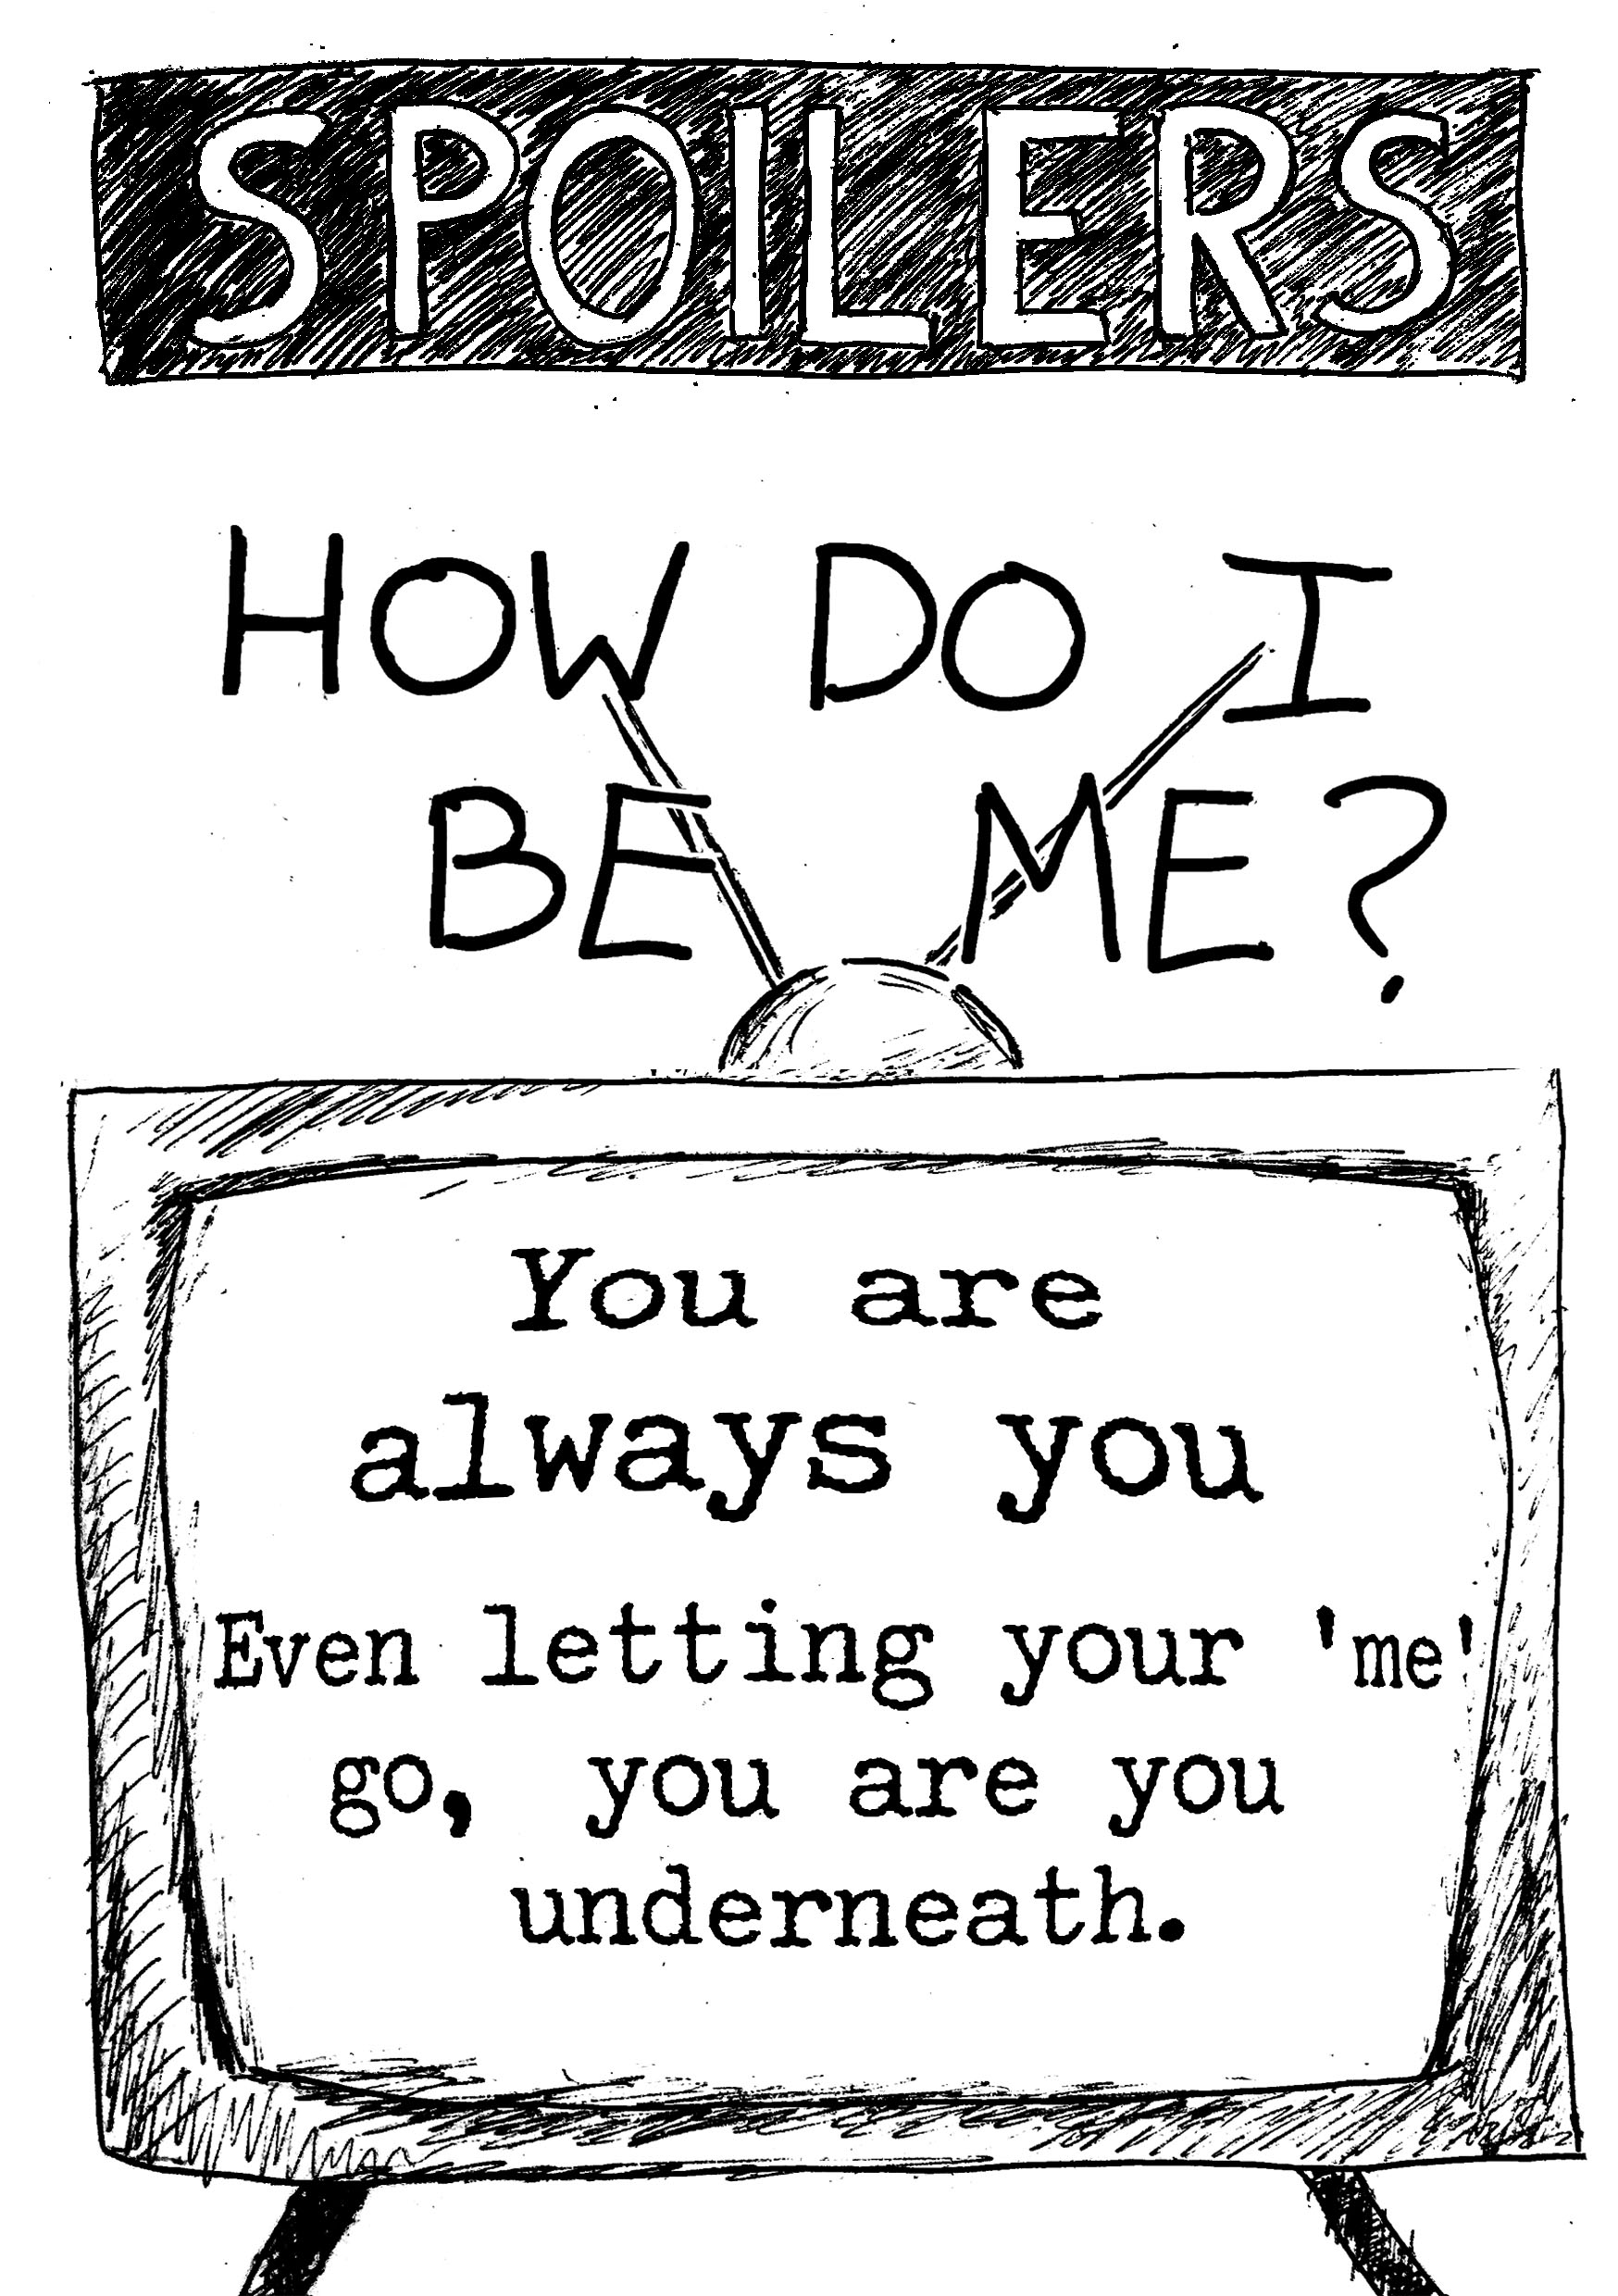 SPOILERS
HOW DO I
BE ME?
You are
always you
Even letting your 'me'
go, you are you
underneath.